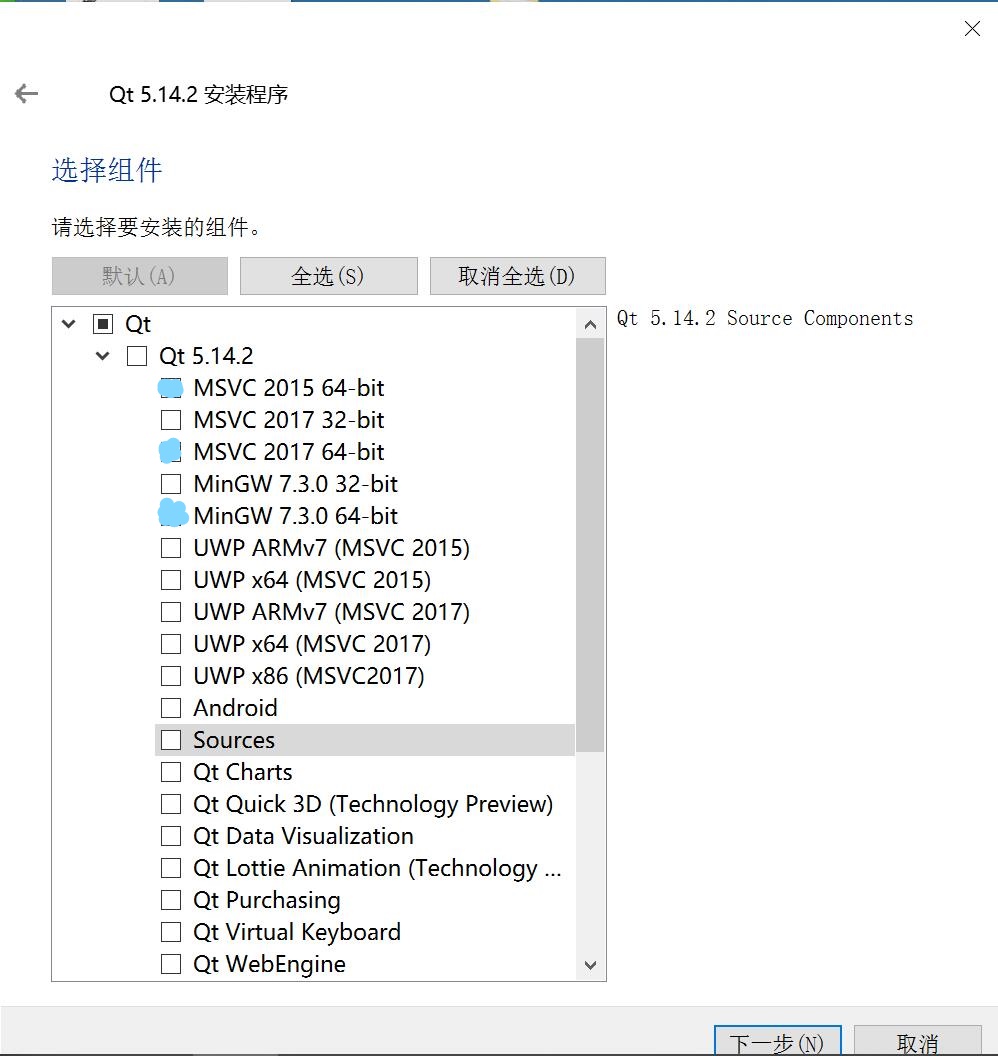 Qt 5.14.2 安装程序
选择组件
请选择要安装的组件。
默认(A) 全选(S) 取消全选(D)
Qt
Qt 5.14.2 Source Components
Qt 5.14.2
MSVC 2015 64-bit
MSVC 2017 32-bit
MSVC 2017 64-bit
MinGW 7.3.0 32-bit
MinGW 7.3.0 64-bit
UWP ARMv7 (MSVC 2015)
UWP x64 (MSVC 2015)
UWP ARMv7 (MSVC 2017)
UWP x64 (MSVC 2017)
UWP x86 (MSVC2017)
Android
Sources
Qt Charts
Qt Quick 3D (Technology Preview)
Qt Data Visualization
Qt Lottie Animation (Technology ...
Qt Purchasing
Qt Virtual Keyboard
Qt WebEngine
下一步(N) 取消